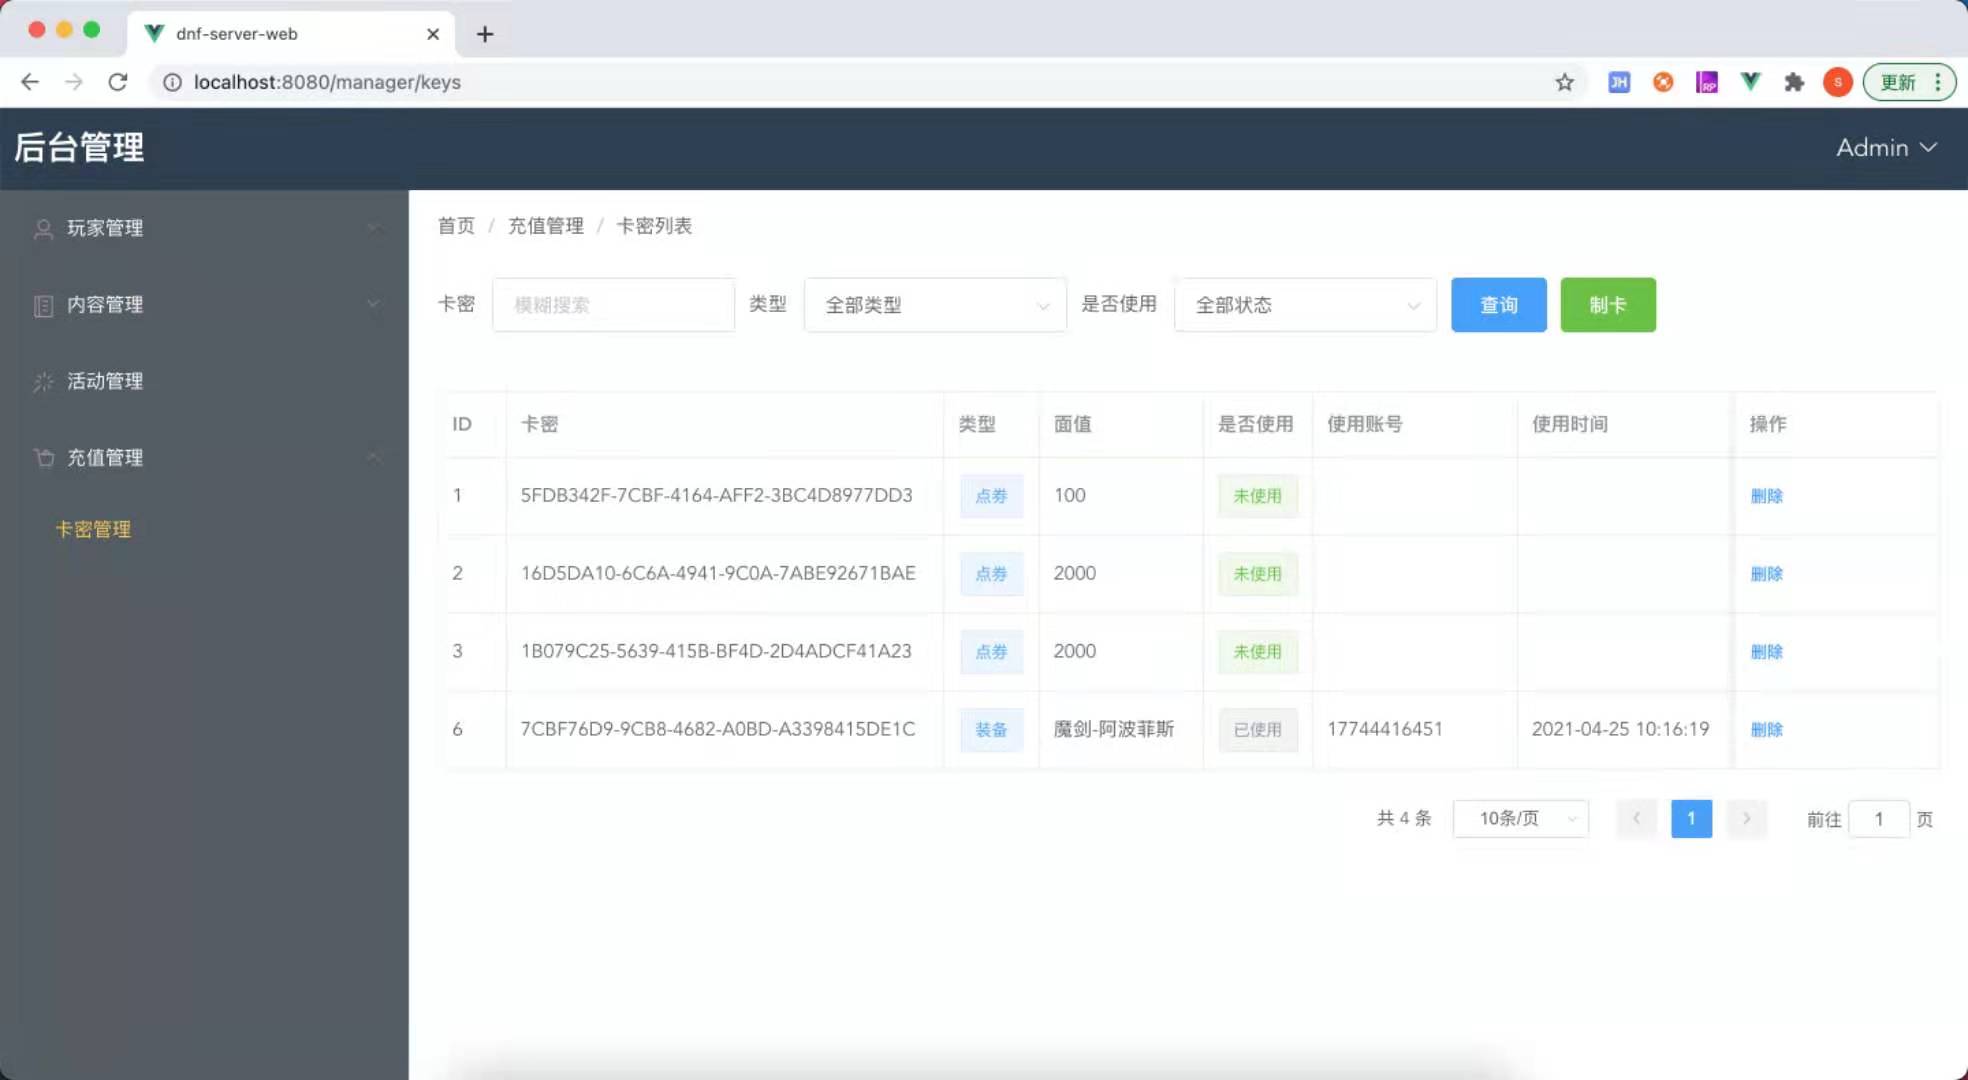 dnf-server-web
localhost:8080/manager/keys
JH
RP
S
更新
后台管理
Admin
玩家管理
内容管理
活动管理
充值管理
卡密管理
首页 / 充值管理 / 卡密列表
卡密 模糊搜索 类型 全部类型 是否使用 全部状态 查询 制卡
ID 卡密 类型 面值 是否使用 使用账号 使用时间 操作
1 5FDB342F-7CBF-4164-AFF2-3BC4D8977DD3 点券 100 未使用 删除
2 16D5DA10-6C6A-4941-9C0A-7ABE92671BAE 点券 2000 未使用 删除
3 1B079C25-5639-415B-BF4D-2D4ADCF41A23 点券 2000 未使用 删除
6 7CBF76D9-9CB8-4682-A0BD-A3398415DE1C 装备 魔剑-阿波菲斯 已使用 17744416451 2021-04-25 10:16:19 删除
共 4 条 10条/页 1 前往 1 页